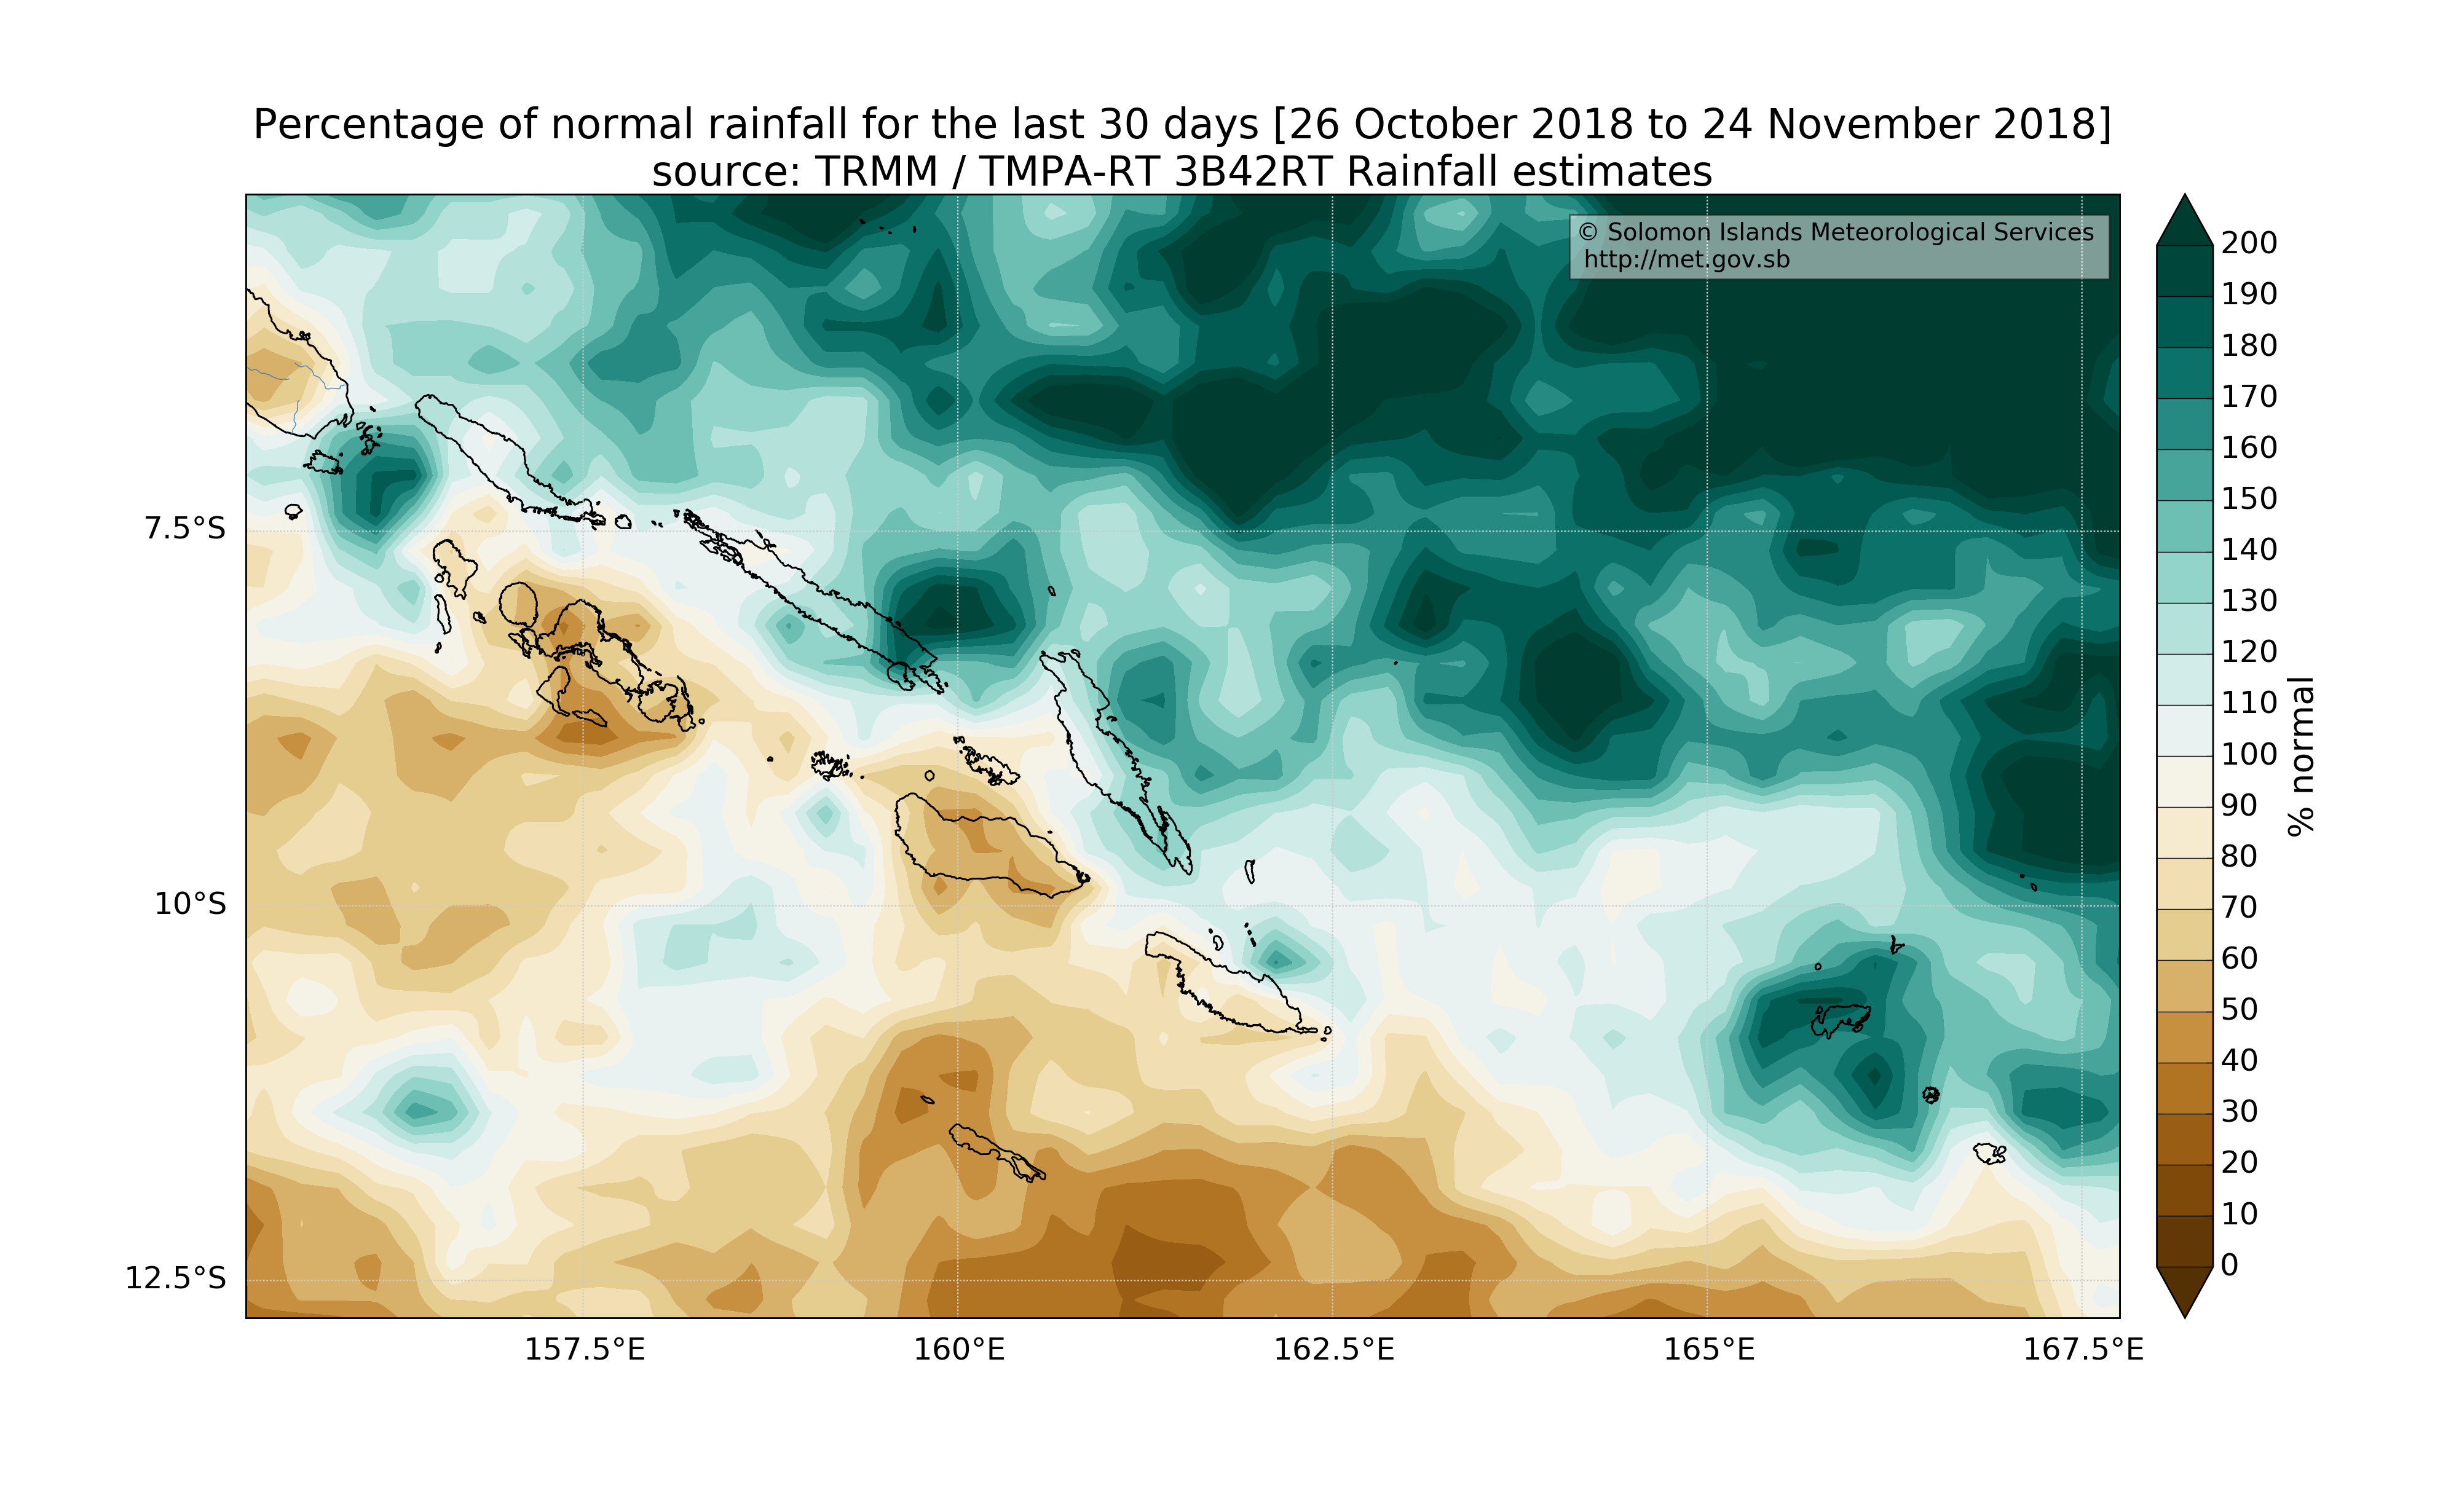 Percentage of normal rainfall for the last 30 days [26 October 2018 to 24 November 2018]
source: TRMM / TMPA-RT 3B42RT Rainfall estimates
© Solomon Islands Meteorological Services
http://met.gov.sb
7.5°S
10°S
12.5°S
157.5°E
160°E
162.5°E
165°E
167.5°E
200
190
180
170
160
150
140
130
120
110
100
90
80
70
60
50
40
30
20
10
0
% normal